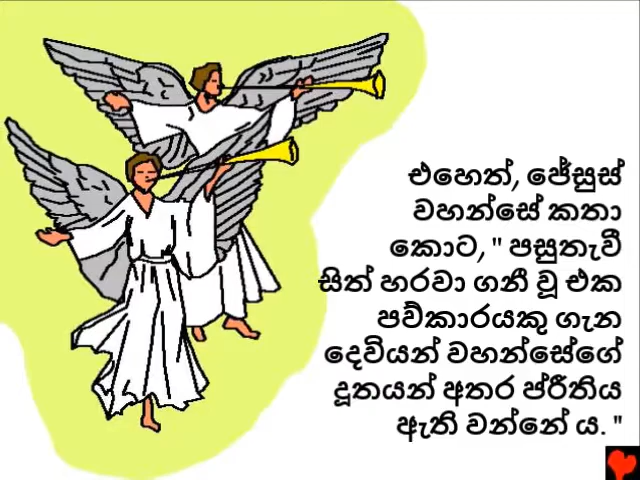 එහෙත්, ජේසුස්
වහන්සේ කතා
කොට, " පසුතැවී
සිත් හරවා ගනී වූ එක
පව්කාරයකු ගැන
දෙවියන් වහන්සේගේ
දූතයන් අතර ප්රීතිය
ඇති වන්නේ ය. "